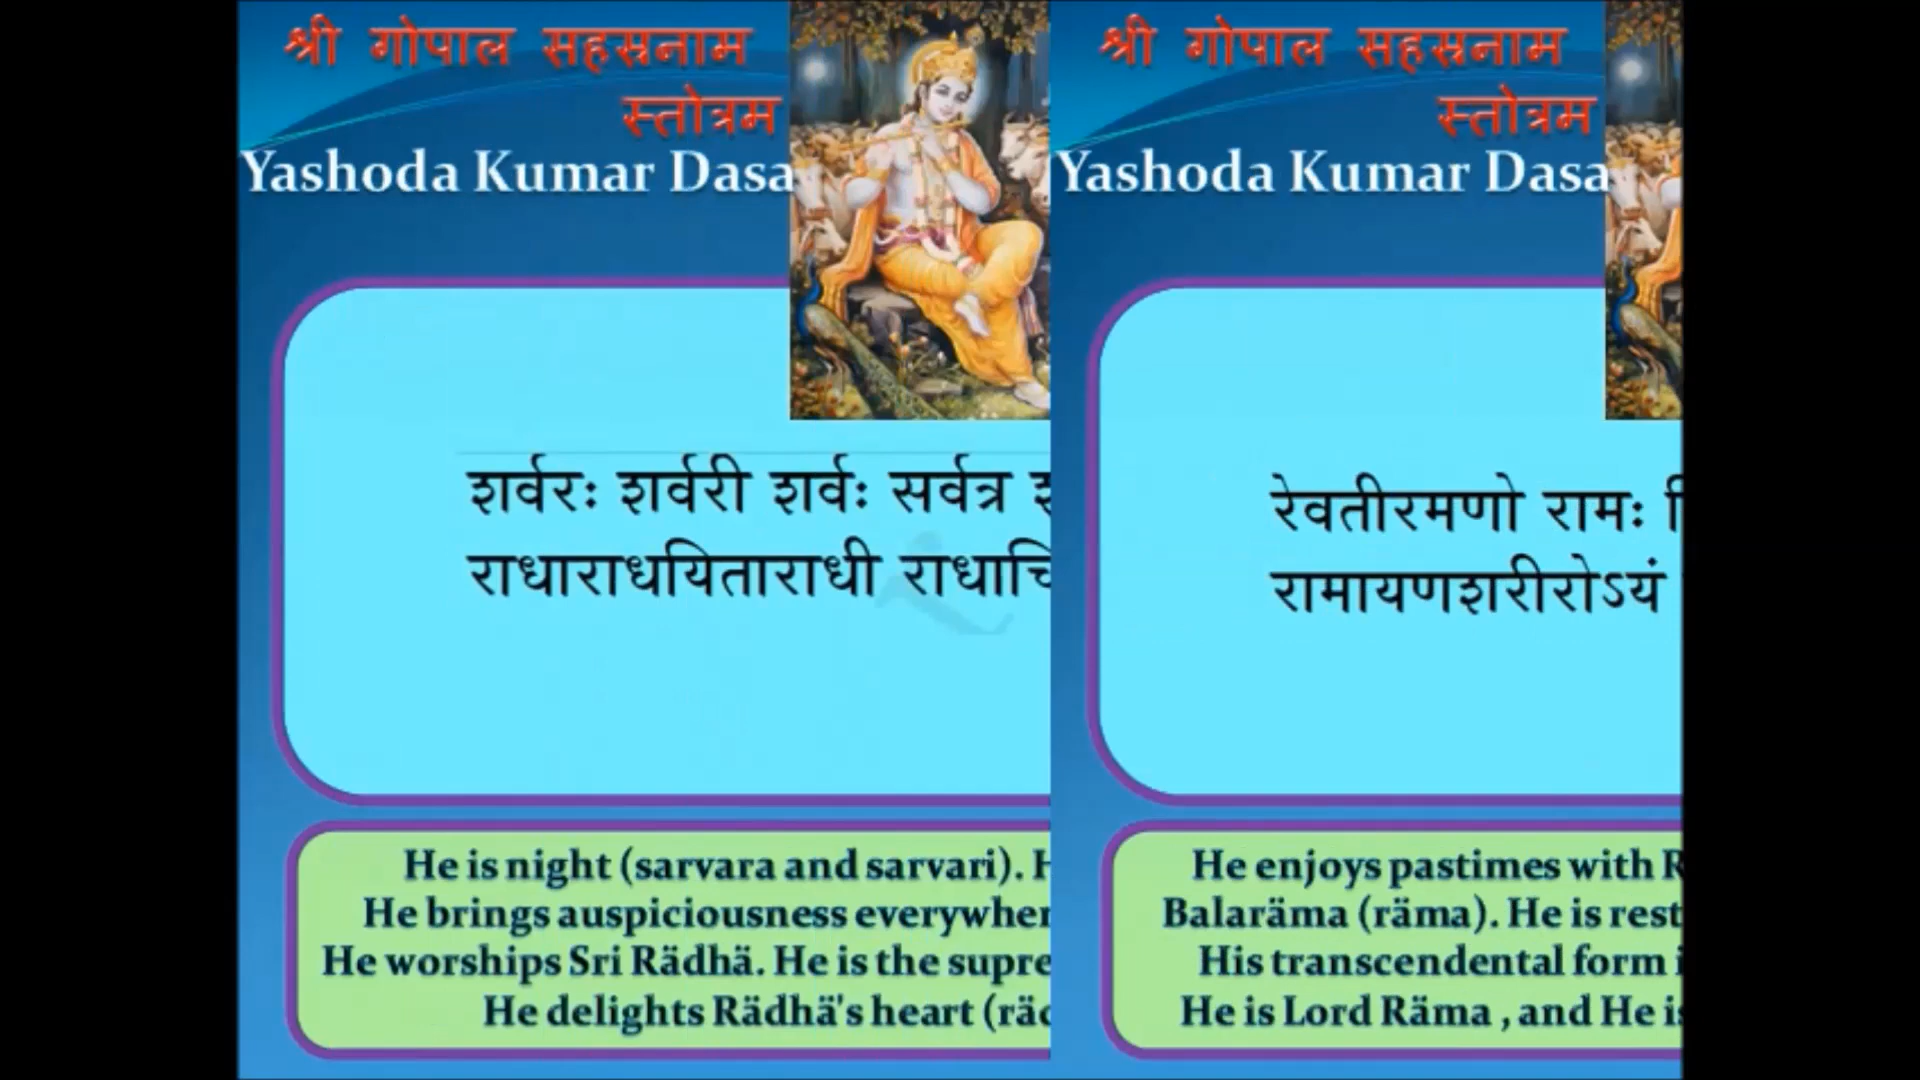 श्री गोपाल सहस्रनाम
स्तोत्रम
Yashoda Kumar Dasa
शर्वरः शर्वरी शर्वः सर्वत्र
राधाराधयिताराधी
He is night (sarvara and sarvari).
He brings auspiciousness
He worships Sri Rädhä. He is the
He delights Rädhä's heart
श्री गोपाल सहस्रनाम
स्तोत्रम
Yashoda Kumar Dasa
रेवतीरमणो रामः
रामायणशरीरोऽयं
He enjoys pastimes with
Balaräma (räma). He is
His transcendental form
He is Lord Räma , and He